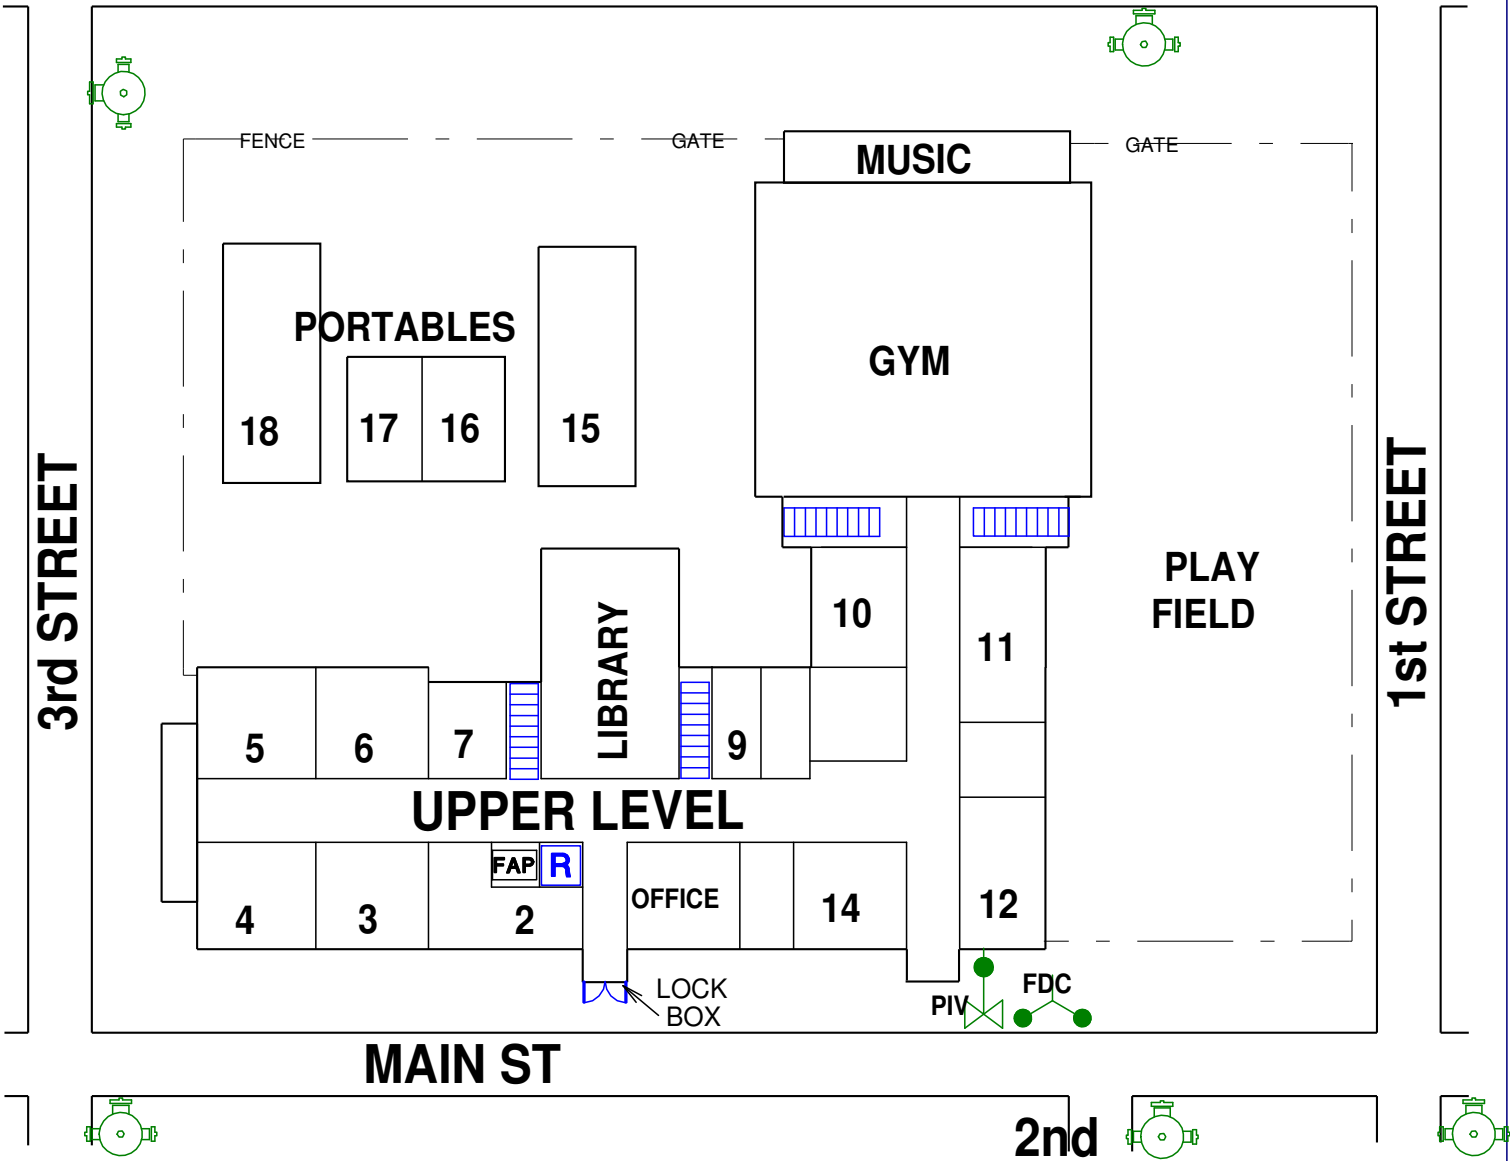 FENCE
GATE
GATE
MUSIC
PORTABLES
GYM
18
17
16
15
3rd STREET
1st STREET
PLAY
FIELD
LIBRARY
10
11
5
6
7
9
UPPER LEVEL
FAP
R
OFFICE
4
3
2
14
12
LOCK
BOX
PIV
FDC
MAIN ST
2nd